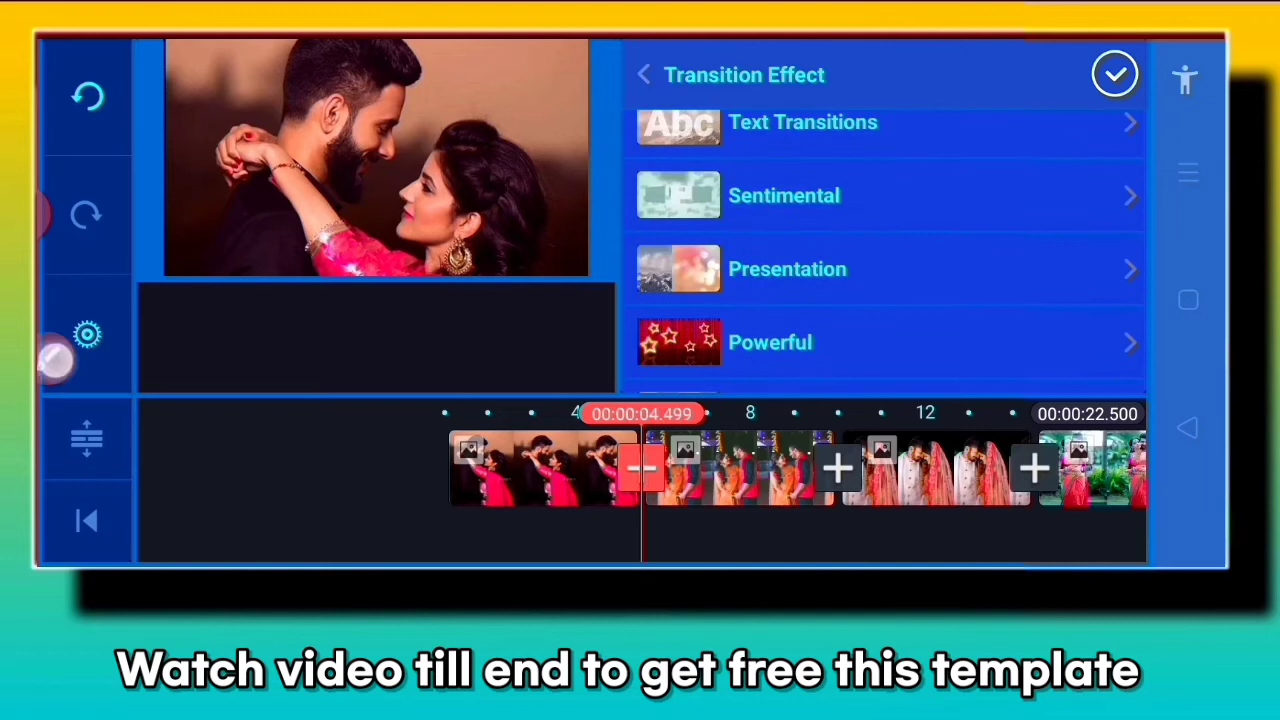 Transition Effect
Abc
Text Transitions
Sentimental
Presentation
Powerful
4
00:00:04.499
8
12
00:00:22.500
Watch video till end to get free this template